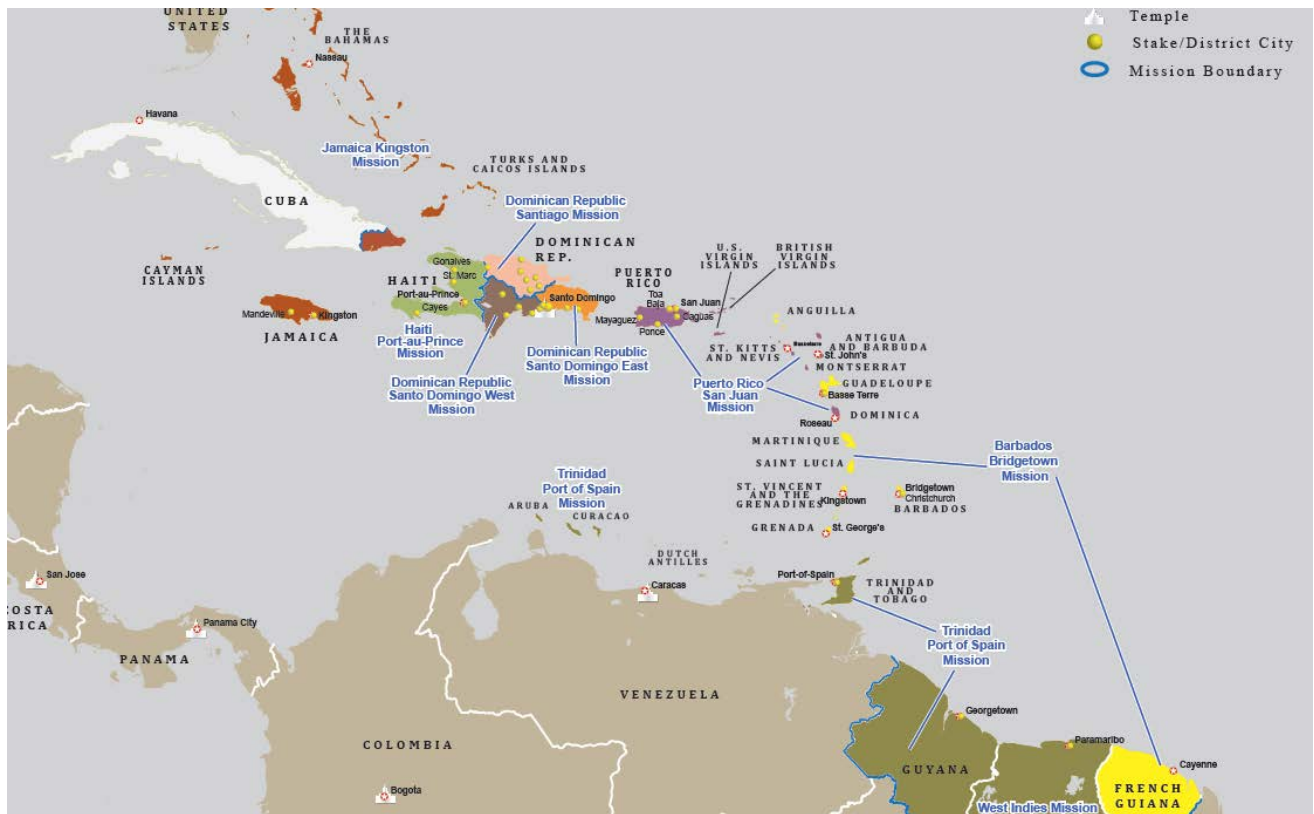 UNITED
STATES
Temple
Stake/District City
Mission Boundary
THE
BAHAMAS
Nassau
Havana
Jamaica Kingston
Mission
TURKS AND
CAICOS ISLANDS
CUBA
Dominican Republic
Santiago Mission
DOMINICAN
REP.
CAYMAN
ISLANDS
Gonaives
St. Marc
HAITI
Port-au-Prince
Cayes
Mandeville
Kingston
JAMAICA
Haiti
Port-au-Prince
Mission
Santo Domingo
Dominican Republic
Santo Domingo East
Mission
Dominican Republic
Santo Domingo West
Mission
PUERTO
RICO
Toa
Baja
San Juan
Mayaguez
Caguas
Ponce
U.S.
VIRGIN
ISLANDS
BRITISH
VIRGIN
ISLANDS
ANGUILLA
ST. KITTS
AND NEVIS
ANTIGUA
AND BARBUDA
St. John's
MONTSERRAT
GUADELOUPE
Basse Terre
Puerto Rico
San Juan
Mission
DOMINICA
Roseau
MARTINIQUE
SAINT LUCIA
Barbados
Bridgetown
Mission
ST. VINCENT
AND THE
GRENADINES
Kingstown
Bridgetown
Christchurch
BARBADOS
GRENADA
St. George's
Trinidad
Port of Spain
Mission
ARUBA
CURACAO
DUTCH
ANTILLES
Caracas
Port-of-Spain
TRINIDAD
AND
TOBAGO
San Jose
COSTA
RICA
Panama City
PANAMA
Trinidad
Port of Spain
Mission
VENEZUELA
COLOMBIA
Bogota
Georgetown
GUYANA
Paramaribo
Cayenne
FRENCH
GUIANA
West Indies Mission